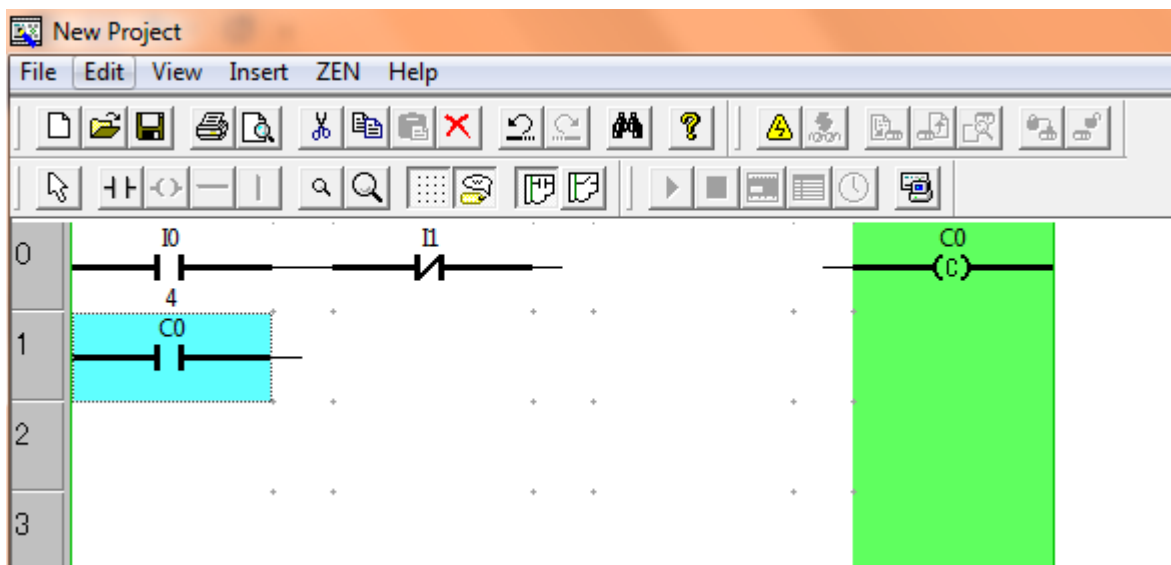 New Project
File Edit View Insert ZEN Help
0 I0 I1 C0
(C)
4
1 C0
2
3